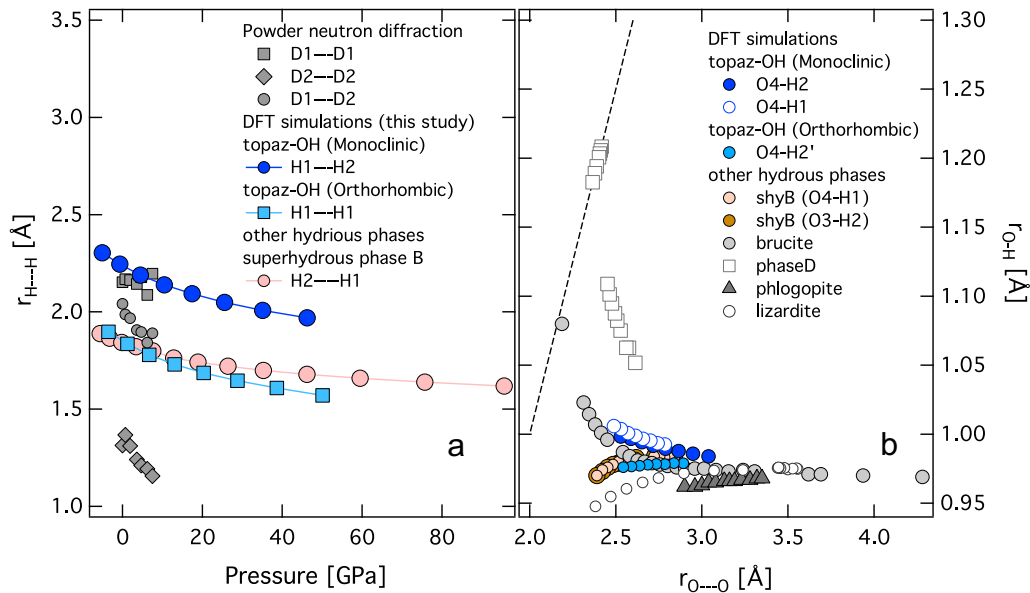 3.5
3.0
2.5
2.0
1.5
1.0
r H---H [Å]
0
20
40
60
80
Pressure [GPa]
Powder neutron diffraction
D1---D1
D2---D2
D1---D2
DFT simulations (this study)
topaz-OH (Monoclinic)
H1---H2
topaz-OH (Orthorhombic)
H1---H1
other hydrious phases
superhydrous phase B
H2---H1
a
DFT simulations
topaz-OH (Monoclinic)
O4-H2
O4-H1
topaz-OH (Orthorhombic)
O4-H2'
other hydrous phases
shyB (O4-H1)
shyB (O3-H2)
brucite
phaseD
phlogopite
lizardite
b
2.0
2.5
3.0
3.5
4.0
r O---O [Å]
1.30
1.25
1.20
1.15
1.10
1.05
1.00
0.95
r O-H [Å]